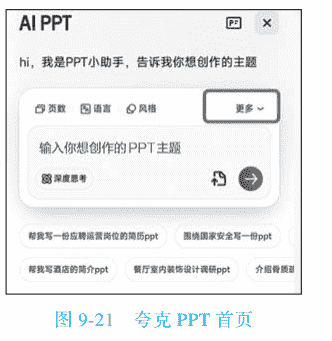 AI PPT
hi，我是PPT小助手，告诉我你想创作的主题
页数 语言 风格 更多
输入你想创作的PPT主题
深度思考
帮我写一份应聘运营岗位的简历ppt 围绕国家安全写一份ppt
帮我写酒店的简介ppt 餐厅室内装饰设计调研ppt 介绍骨质
图 9-21 夸克 PPT 首页